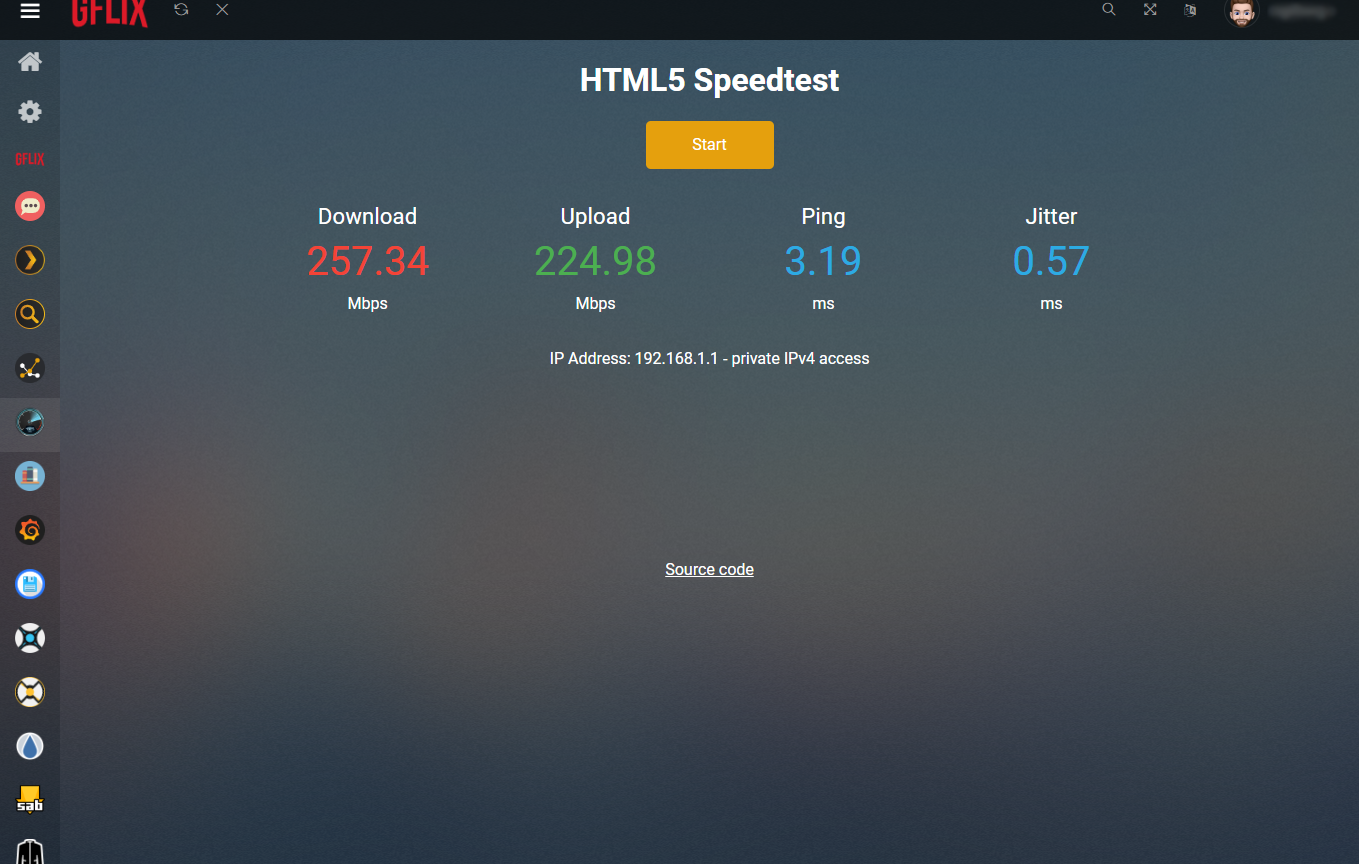 GFLIX
HTML5 Speedtest
GFLIX
Start
Download Upload Ping Jitter
257.34 224.98 3.19 0.57
Mbps Mbps ms ms
IP Address: 192.168.1.1 - private IPv4 access
Source code
sab